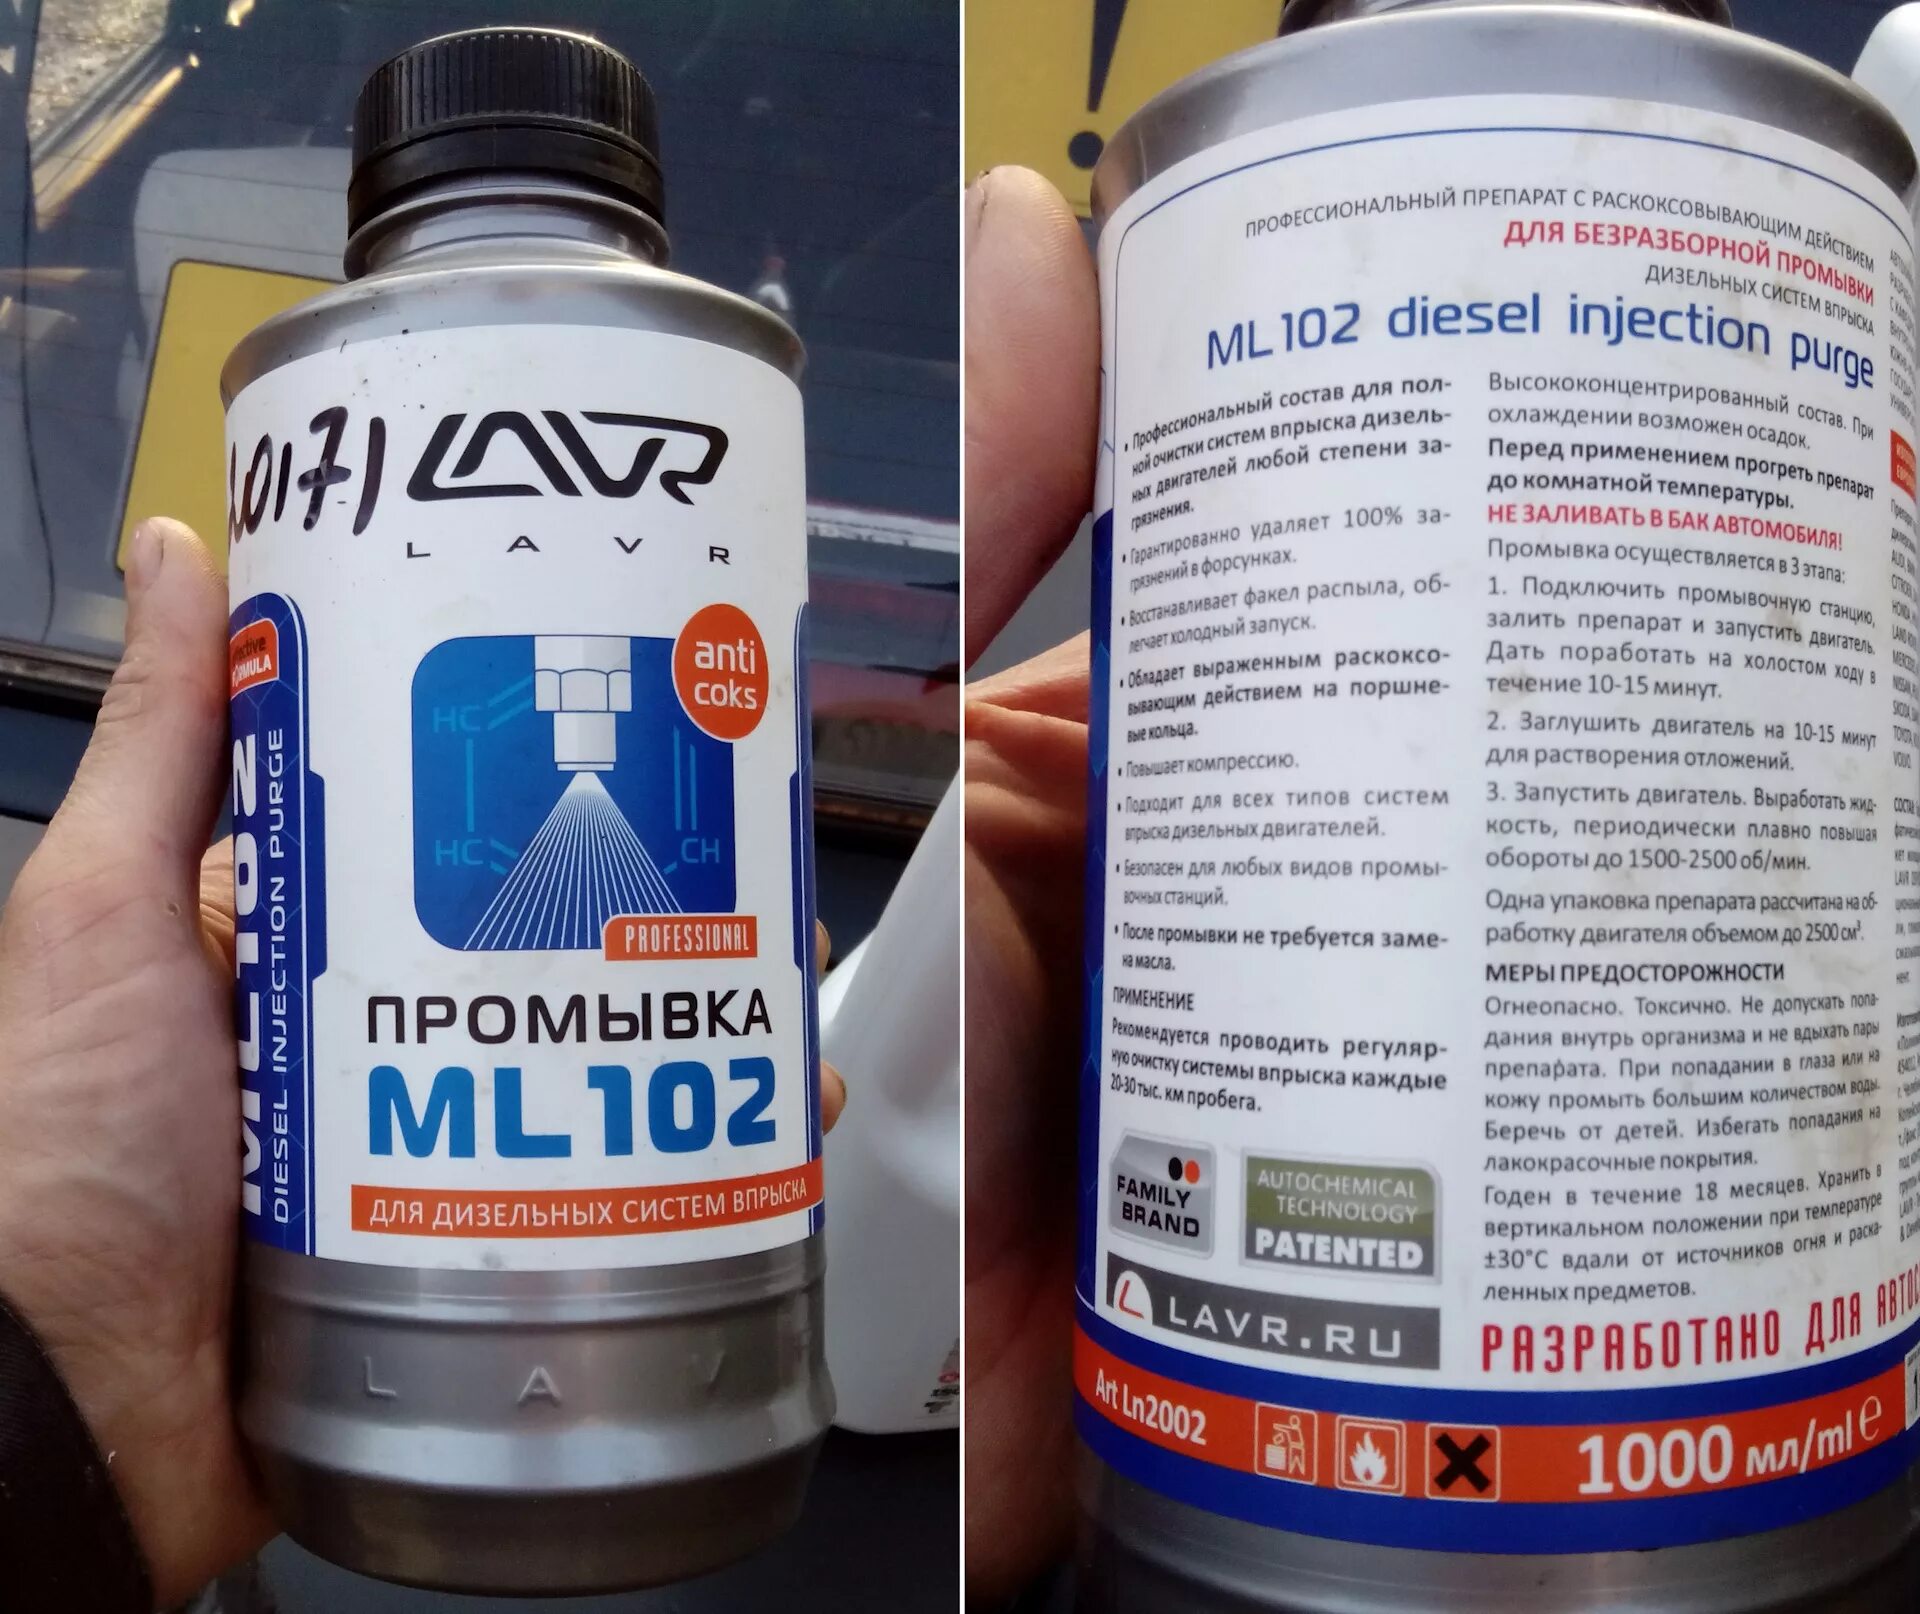 LAVR
L A V R
anti
coks
FORMULA
HC
HC
CH
PROFESSIONAL
ПРОМЫВКА
ML102
ДЛЯ ДИЗЕЛЬНЫХ СИСТЕМ ВПРЫСКА
ML102
DIESEL INJECTION PURGE
L A V
ПРОФЕССИОНАЛЬНЫЙ ПРЕПАРАТ С РАСКОКСОВЫВАЮЩИМ ДЕЙСТВИЕМ
ДЛЯ БЕЗРАЗБОРНОЙ ПРОМЫВКИ
ДИЗЕЛЬНЫХ СИСТЕМ ВПРЫСКА
ML102 diesel injection purge
• Профессиональный состав для пол-
ной очистки систем впрыска дизель-
ных двигателей любой степени за-
грязнения.
• Гарантированно удаляет 100% за-
грязнений в форсунках.
• Восстанавливает факел распыла, об-
легчает холодный запуск.
• Обладает выраженным раскоксо-
вывающим действием на поршне-
вые кольца.
• Повышает компрессию.
• Подходит для всех типов систем
впрыска дизельных двигателей.
• Безопасен для любых видов промы-
вочных станций.
• После промывки не требуется заме-
на масла.
ПРИМЕНЕНИЕ
Рекомендуется проводить регуляр-
ную очистку системы впрыска каждые
20-30 тыс. км пробега.
FAMILY
BRAND
AUTOCHEMICAL
TECHNOLOGY
PATENTED
LAVR.RU
Высококонцентрированный состав. При
охлаждении возможен осадок.
Перед применением прогреть препарат
до комнатной температуры.
НЕ ЗАЛИВАТЬ В БАК АВТОМОБИЛЯ!
Промывка осуществляется в 3 этапа:
1. Подключить промывочную станцию,
залить препарат и запустить двигатель.
Дать поработать на холостом ходу в
течение 10-15 минут.
2. Заглушить двигатель на 10-15 минут
для растворения отложений.
3. Запустить двигатель. Выработать жид-
кость, периодически плавно повышая
обороты до 1500-2500 об/мин.
Одна упаковка препарата рассчитана на об-
работку двигателя объемом до 2500 см³.
МЕРЫ ПРЕДОСТОРОЖНОСТИ
Огнеопасно. Токсично. Не допускать попа-
дания внутрь организма и не вдыхать пары
препарата. При попадании в глаза или на
кожу промыть большим количеством воды.
Беречь от детей. Избегать попадания на
лакокрасочные покрытия.
Годен в течение 18 месяцев. Хранить в
вертикальном положении при температуре
±30°C вдали от источников огня и раска-
ленных предметов.
РАЗРАБОТАНО ДЛЯ
Art Ln2002
1000 мл/ml e